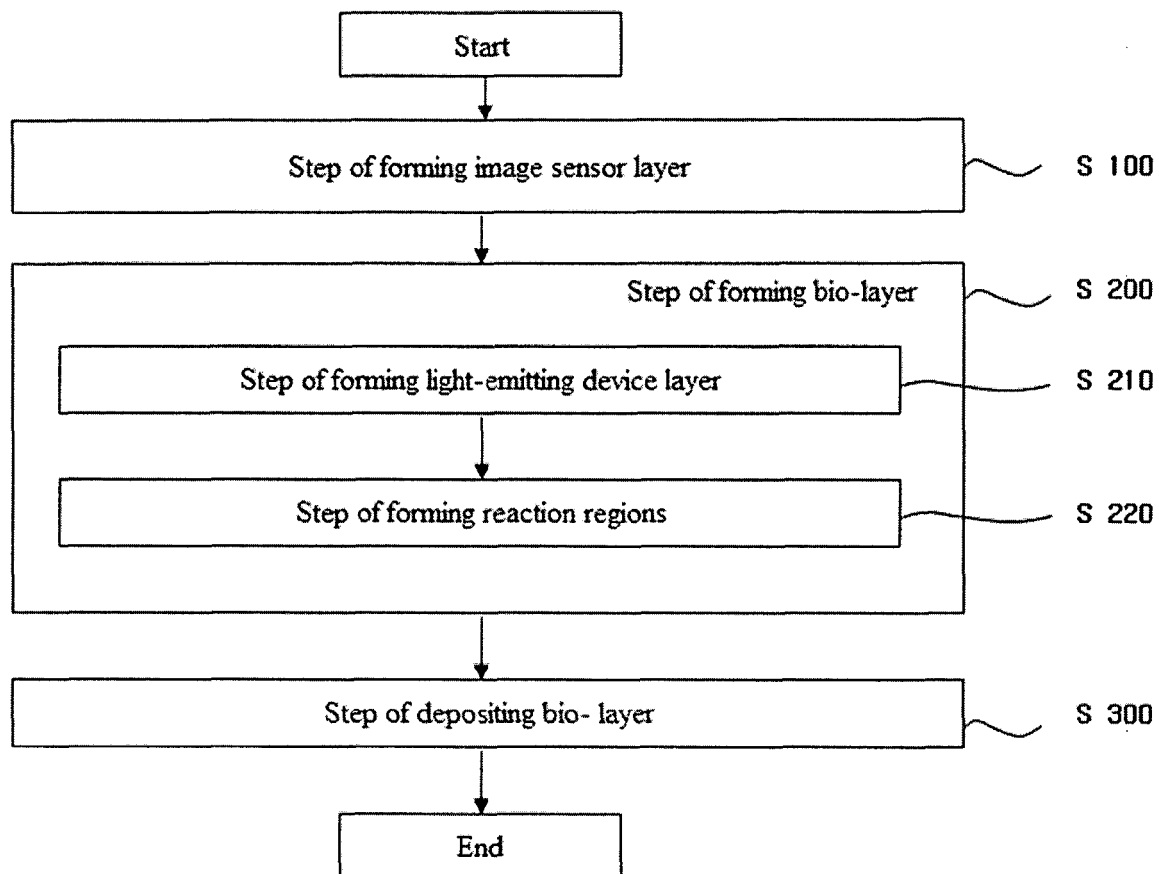 Start
Step of forming image sensor layer
S 100
Step of forming bio-layer
S 200
Step of forming light-emitting device layer
S 210
Step of forming reaction regions
S 220
Step of depositing bio- layer
S 300
End